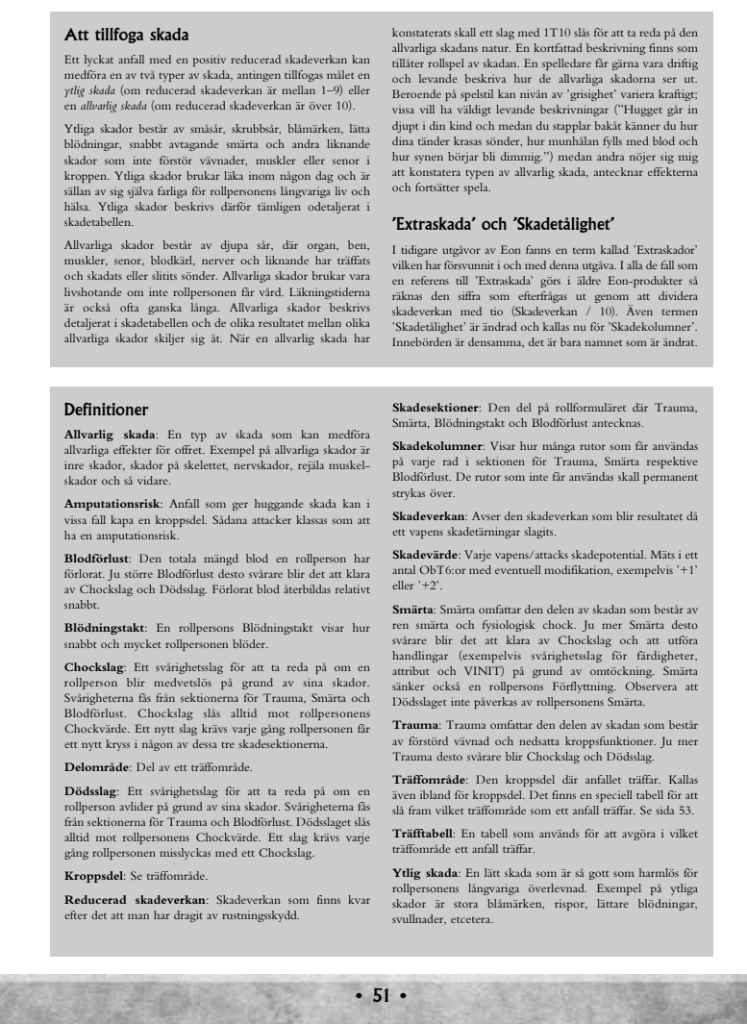 Att tillfoga skada
Ett lyckat anfall med en positiv reducerad skadeverkan kan
medföra en av två typer av skada, antingen tillfogas målet en
ytlig skada (om reducerad skadeverkan är mellan 1–9) eller
en allvarlig skada (om reducerad skadeverkan är över 10).
Ytliga skador består av småsår, skrubbsår, blåmärken, lätta
blödningar, snabbt avtagande smärta och andra liknande
skador som inte förstör vävnader, muskler eller senor i
kroppen. Ytliga skador brukar läka inom någon dag och är
sällan av sig själva farliga för rollpersonens långvariga liv och
hälsa. Ytliga skador beskrivs därför tämligen odetaljerat i
skadetabellen.
Allvarliga skador består av djupa sår, där organ, ben,
muskler, senor, blodkärl, nerver och liknande har träffats
och skadats eller slitits sönder. Allvarliga skador brukar vara
livshotande om inte rollpersonen får vård. Läkningstiderna
är också ofta ganska långa. Allvarliga skador beskrivs
detaljerat i skadetabellen och de olika resultatet mellan olika
allvarliga skador skiljer sig åt. När en allvarlig skada har
konstaterats skall ett slag med 1T10 slås för att ta reda på den
allvarliga skadans natur. En kortfattad beskrivning finns som
tillåter rollspel av skadan. En spelledare får gärna vara driftig
och levande beskriva hur de allvarliga skadorna ser ut.
Beroende på spelstil kan nivån av 'grisighet' variera kraftigt;
vissa vill ha väldigt levande beskrivningar ("Hugget går in
djupt i din kind och medan du stapplar bakåt känner du hur
dina tänder krasas sönder, hur munhålan fylls med blod och
hur synen börjar bli dimmig.") medan andra nöjer sig mig
att konstatera typen av allvarlig skada, antecknar effekterna
och fortsätter spela.
'Extraskada' och 'Skadetålighet'
I tidigare utgåvor av Eon fanns en term kallad 'Extraskador'
vilken har försvunnit i och med denna utgåva. I alla de fall som
en referens till 'Extraskada' görs i äldre Eon-produkter så
räknas den siffra som efterfrågas ut genom att dividera
skadeverkan med tio (Skadeverkan / 10). Även termen
'Skadetålighet' är ändrad och kallas nu för 'Skadekolumner'.
Innebörden är densamma, det är bara namnet som är ändrat.
Definitioner
Allvarlig skada: En typ av skada som kan medföra
allvarliga effekter för offret. Exempel på allvarliga skador är
inre skador, skador på skelettet, nervskador, rejäla muskel-
skador och så vidare.
Amputationsrisk: Anfall som ger huggande skada kan i
vissa fall kapa en kroppsdel. Sådana attacker klassas som att
ha en amputationsrisk.
Blodförlust: Den totala mängd blod en rollperson har
förlorat. Ju större Blodförlust desto svårare blir det att klara
av Chockslag och Dödsslag. Förlorat blod återbildas relativt
snabbt.
Blödningstakt: En rollpersons Blödningstakt visar hur
snabbt och mycket rollpersonen blöder.
Chockslag: Ett svårighetsslag för att ta reda på om en
rollperson blir medvetslös på grund av sina skador.
Svårigheterna fås från sektionerna för Trauma, Smärta och
Blodförlust. Chockslag slås alltid mot rollpersonens
Chockvärde. Ett nytt slag krävs varje gång rollpersonen får
ett nytt kryss i någon av dessa tre skadesektionerna.
Delområde: Del av ett träffområde.
Dödsslag: Ett svårighetsslag för att ta reda på om en
rollperson avlider på grund av sina skador. Svårigheterna fås
från sektionerna för Trauma och Blodförlust. Dödsslaget slås
alltid mot rollpersonens Chockvärde. Ett slag krävs varje
gång rollpersonen misslyckas med ett Chockslag.
Kroppsdel: Se träffområde.
Reducerad skadeverkan: Skadeverkan som finns kvar
efter det att man har dragit av rustningsskydd.
Skadesektioner: Den del på rollformuläret där Trauma,
Smärta, Blödningstakt och Blodförlust antecknas.
Skadekolumner: Visar hur många rutor som får användas
på varje rad i sektionen för Trauma, Smärta respektive
Blodförlust. De rutor som inte får användas skall permanent
strykas över.
Skadeverkan: Avser den skadeverkan som blir resultatet då
ett vapens skadetärningar slagits.
Skadevärde: Varje vapens/attacks skadepotential. Mäts i ett
antal ObT6:or med eventuell modifikation, exempelvis '+1'
eller '+2'.
Smärta: Smärta omfattar den delen av skadan som består av
ren smärta och fysiologisk chock. Ju mer Smärta desto
svårare blir det att klara av Chockslag och att utföra
handlingar (exempelvis svårighetsslag för färdigheter,
attribut och VINIT) på grund av omtöckning. Smärta
sänker också en rollpersons Förflyttning. Observera att
Dödsslaget inte påverkas av rollpersonens Smärta.
Trauma: Trauma omfattar den delen av skadan som består
av förstörd vävnad och nedsatta kroppsfunktioner. Ju mer
Trauma desto svårare blir Chockslag och Dödsslag.
Träffområde: Den kroppsdel där anfallet träffar. Kallas
även ibland för kroppsdel. Det finns en speciell tabell för att
slå fram vilket träffområde som ett anfall träffar. Se sida 53.
Träfftabell: En tabell som används för att avgöra i vilket
träffområde ett anfall träffar.
Ytlig skada: En lätt skada som är så gott som harmlös för
rollpersonens långvariga överlevnad. Exempel på ytliga
skador är stora blåmärken, rispor, lättare blödningar,
svullnader, etcetera.
• 51 •